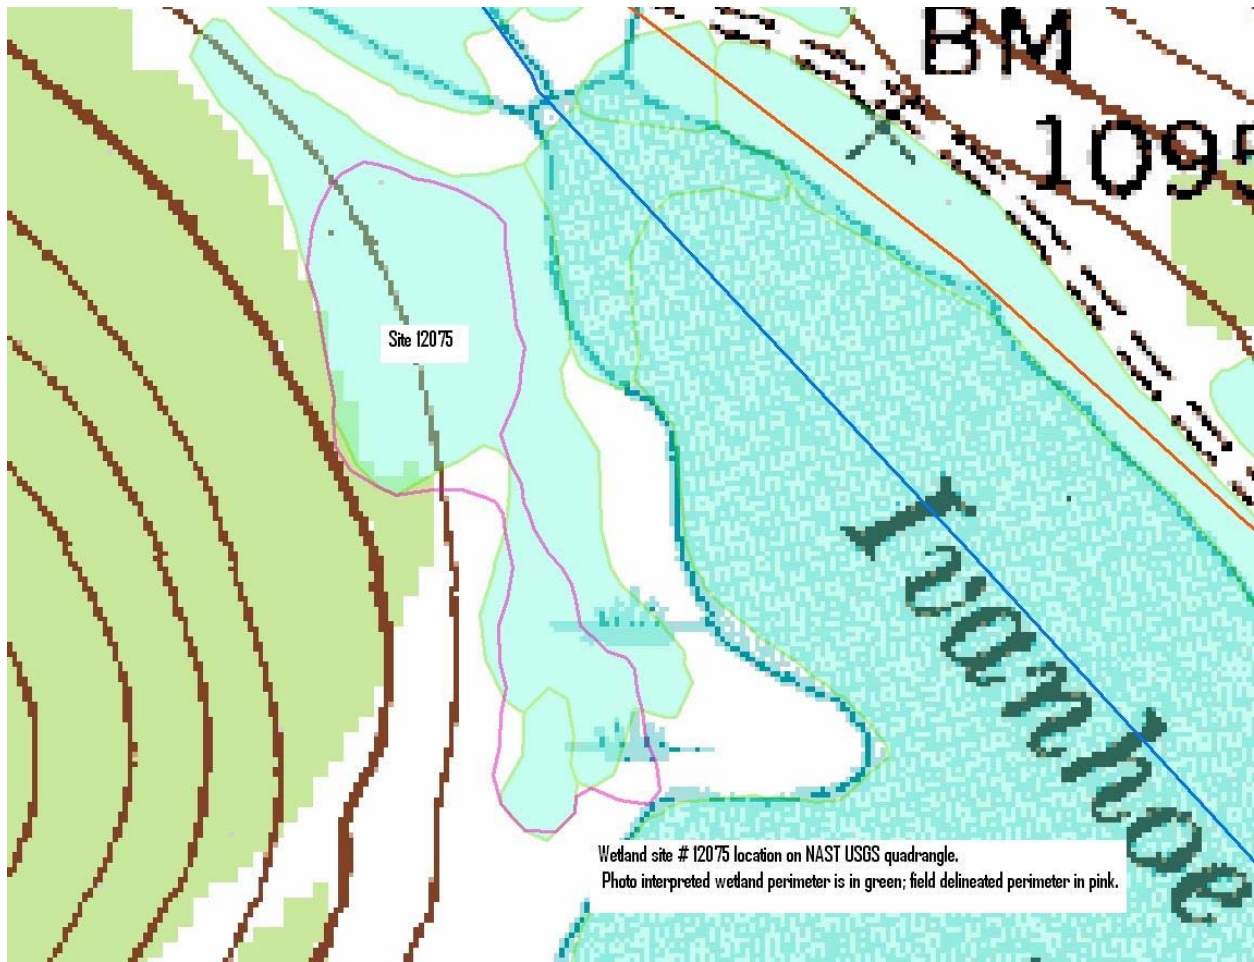 BM
1095
Site 12075
Ivanhoe
Wetland site # 12075 location on NAST USGS quadrangle.
Photo interpreted wetland perimeter is in green; field delineated perimeter in pink.